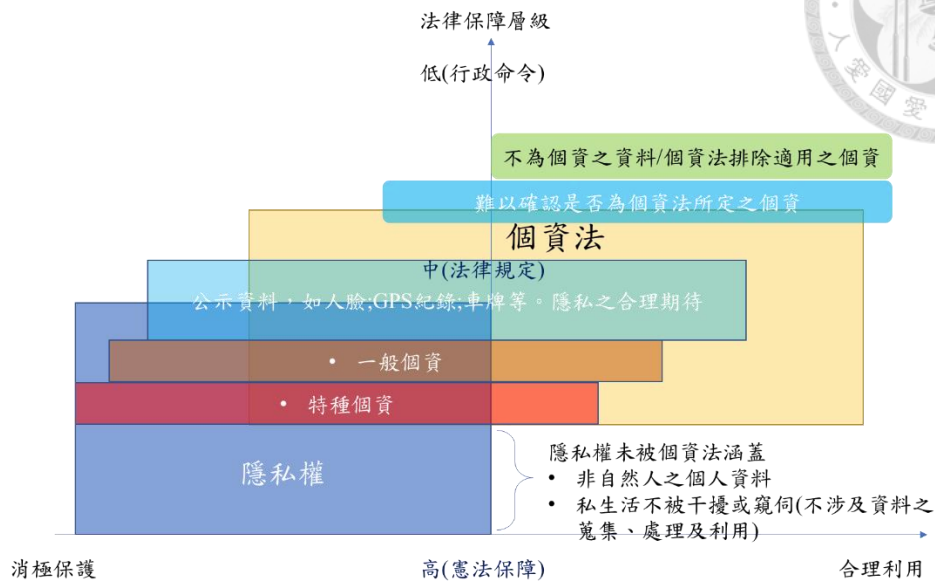 法律保障層級
低(行政命令)
人愛國愛
不為個資之資料/個資法排除適用之個資
難以確認是否為個資法所定之個資
個資法
中(法律規定)
公示資料，如人臉;GPS紀錄;車牌等。隱私之合理期待
• 一般個資
• 特種個資
隱私權
隱私權未被個資法涵蓋
• 非自然人之個人資料
• 私生活不被干擾或窺伺(不涉及資料之
蒐集、處理及利用)
消極保護
高(憲法保障)
合理利用